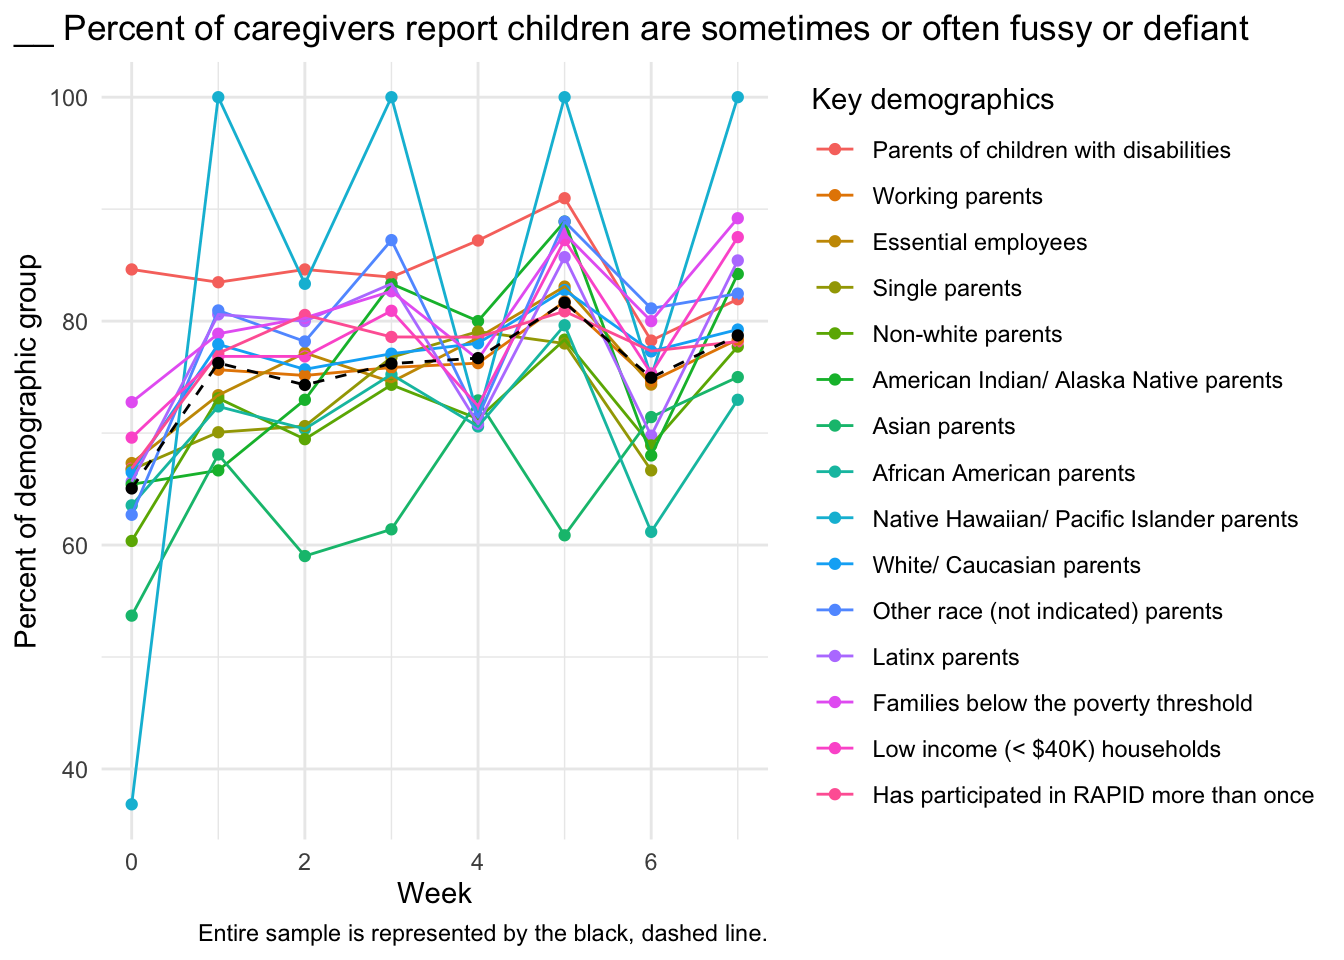 __ Percent of caregivers report children are sometimes or often fussy or defiant
Percent of demographic group
100
80
60
40
0
2
4
6
Week
Key demographics
Parents of children with disabilities
Working parents
Essential employees
Single parents
Non-white parents
American Indian/ Alaska Native parents
Asian parents
African American parents
Native Hawaiian/ Pacific Islander parents
White/ Caucasian parents
Other race (not indicated) parents
Latinx parents
Families below the poverty threshold
Low income (< $40K) households
Has participated in RAPID more than once
Entire sample is represented by the black, dashed line.